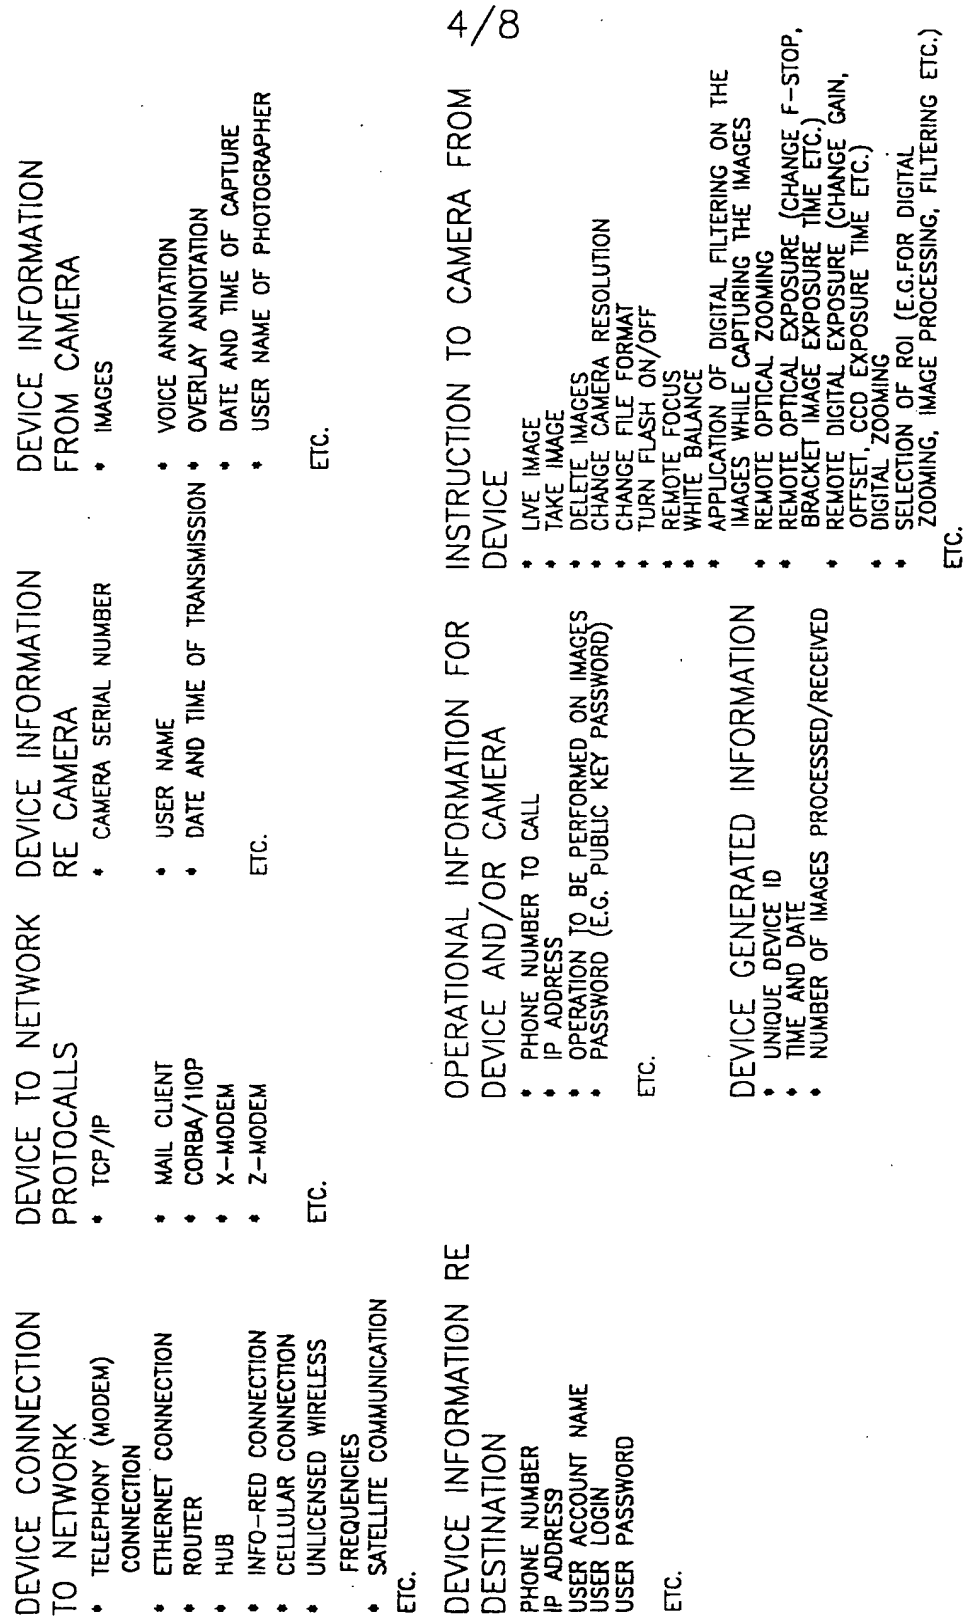 4/8
DEVICE CONNECTION
TO NETWORK
• TELEPHONY (MODEM)
CONNECTION
• ETHERNET CONNECTION
• ROUTER
• HUB
• INFO-RED CONNECTION
• CELLULAR CONNECTION
• UNLICENSED WIRELESS
FREQUENCIES
• SATELLITE COMMUNICATION
ETC.
DEVICE TO NETWORK
PROTOCALLS
• TCP/IP
• MAIL CLIENT
• CORBA/1IOP
• X-MODEM
• Z-MODEM
ETC.
DEVICE INFORMATION
RE CAMERA
• CAMERA SERIAL NUMBER
• USER NAME
• DATE AND TIME OF TRANSMISSION
ETC.
DEVICE INFORMATION
FROM CAMERA
• IMAGES
• VOICE ANNOTATION
• OVERLAY ANNOTATION
• DATE AND TIME OF CAPTURE
• USER NAME OF PHOTOGRAPHER
ETC.
DEVICE INFORMATION RE
DESTINATION
PHONE NUMBER
IP ADDRESS
USER ACCOUNT NAME
USER LOGIN
USER PASSWORD
ETC.
OPERATIONAL INFORMATION FOR
DEVICE AND/OR CAMERA
• PHONE NUMBER TO CALL
• IP ADDRESS
• OPERATION TO BE PERFORMED ON IMAGES
• PASSWORD (E.G. PUBLIC KEY PASSWORD)
ETC.
DEVICE GENERATED INFORMATION
• UNIQUE DEVICE ID
• TIME AND DATE
• NUMBER OF IMAGES PROCESSED/RECEIVED
INSTRUCTION TO CAMERA FROM
DEVICE
• LIVE IMAGE
• TAKE IMAGE
• DELETE IMAGES
• CHANGE CAMERA RESOLUTION
• CHANGE FILE FORMAT
• TURN FLASH ON/OFF
• REMOTE FOCUS
• WHITE BALANCE
• APPLICATION OF DIGITAL FILTERING ON THE
IMAGES WHILE CAPTURING THE IMAGES
• REMOTE OPTICAL ZOOMING
• REMOTE OPTICAL EXPOSURE (CHANGE F-STOP,
BRACKET IMAGE EXPOSURE TIME ETC.)
• REMOTE DIGITAL EXPOSURE (CHANGE GAIN,
OFFSET, CCD EXPOSURE TIME ETC.)
• DIGITAL ZOOMING
• SELECTION OF ROI (E.G.FOR DIGITAL
ZOOMING, IMAGE PROCESSING, FILTERING ETC.)
ETC.